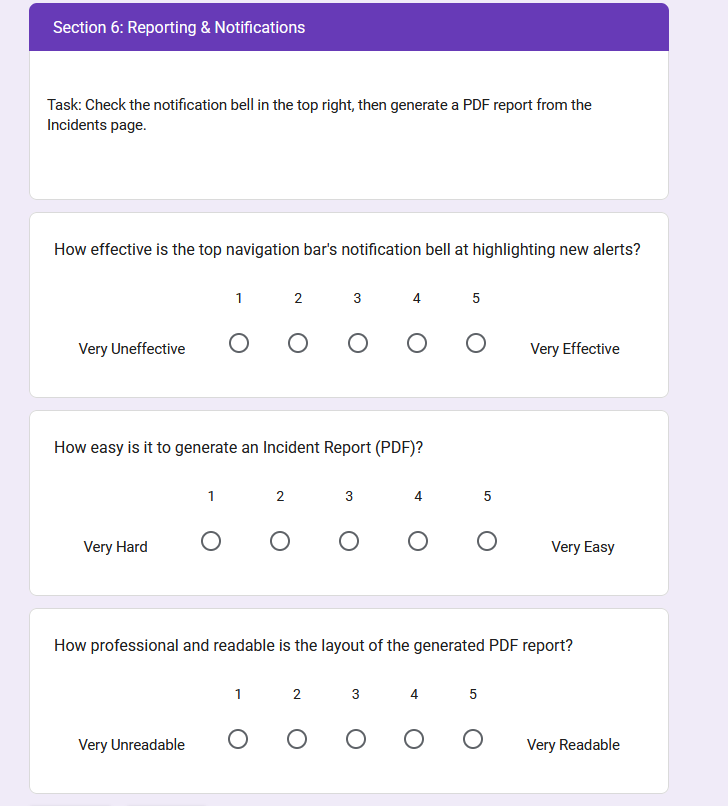 Section 6: Reporting & Notifications
Task: Check the notification bell in the top right, then generate a PDF report from the
Incidents page.
How effective is the top navigation bar's notification bell at highlighting new alerts?
1 2 3 4 5
Very Uneffective Very Effective
How easy is it to generate an Incident Report (PDF)?
1 2 3 4 5
Very Hard Very Easy
How professional and readable is the layout of the generated PDF report?
1 2 3 4 5
Very Unreadable Very Readable